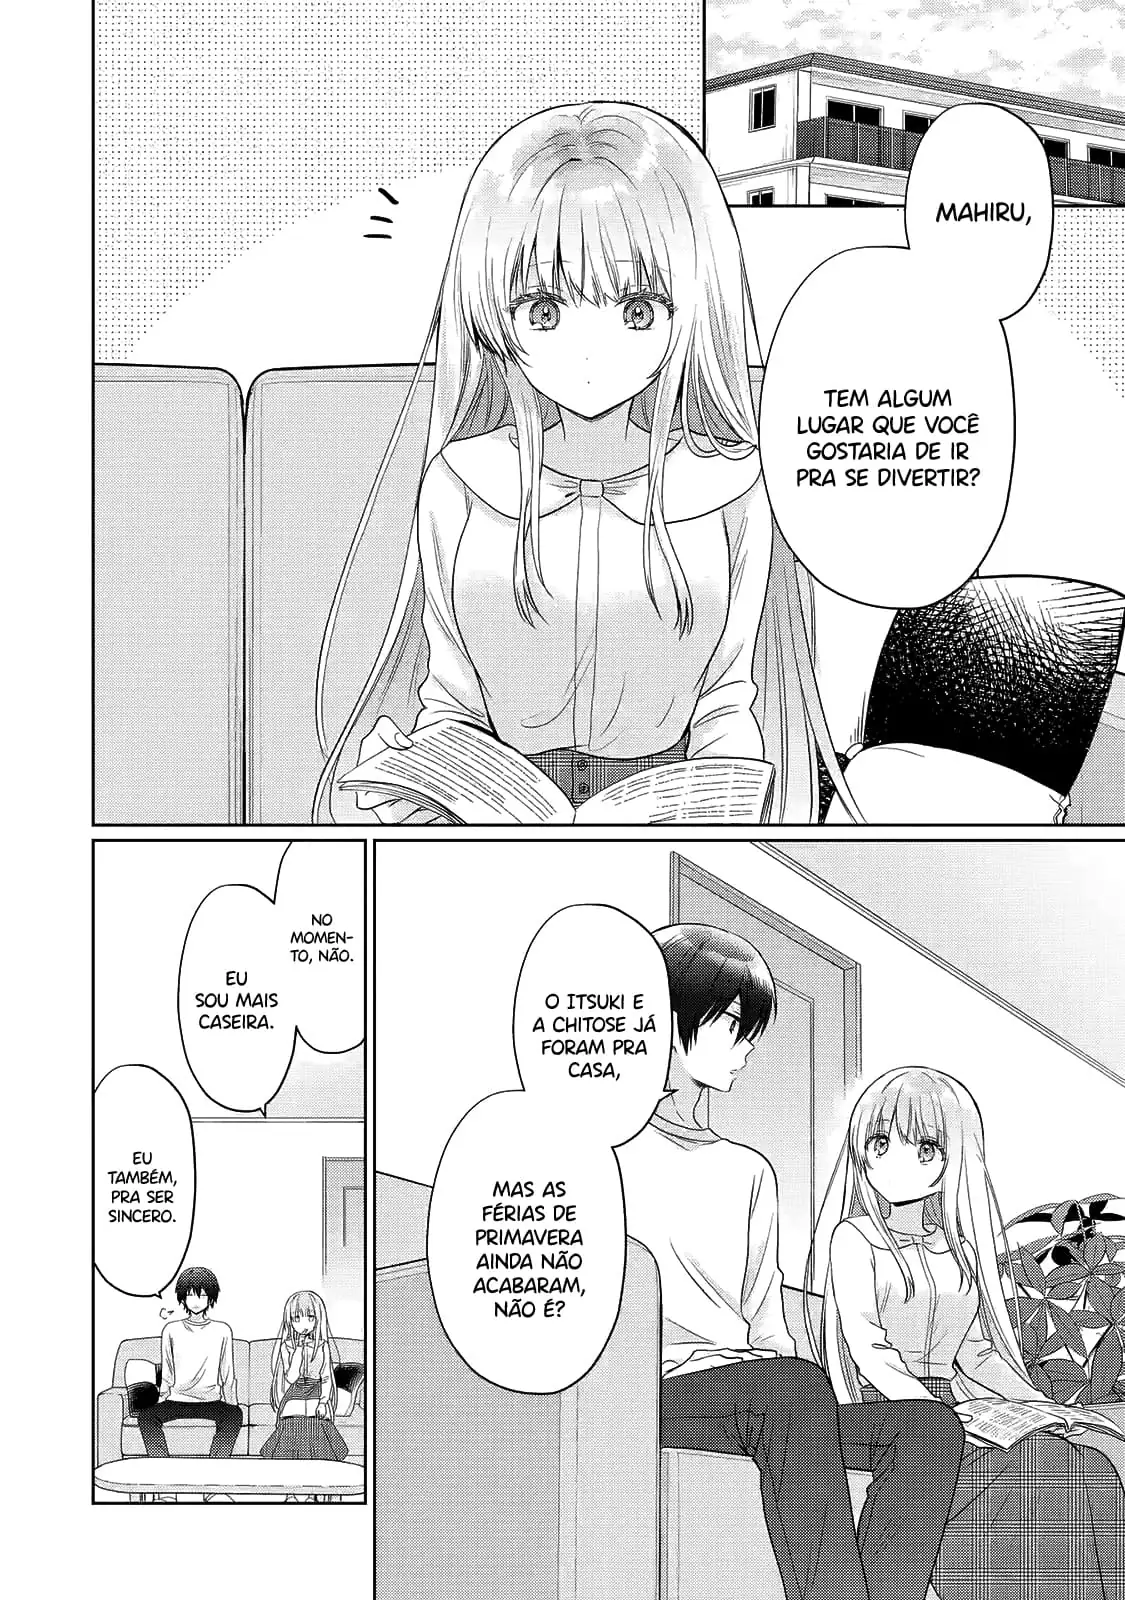 MAHIRU,
TEM ALGUM
LUGAR QUE VOCÊ
GOSTARIA DE IR
PRA SE DIVERTIR?
O ITSUKI E
A CHITOSE JÁ
FORAM PRA
CASA,
MAS AS
FÉRIAS DE
PRIMAVERA
AINDA NÃO
ACABARAM,
NÃO É?
NO
MOMEN-
TO, NÃO.
EU
SOU MAIS
CASEIRA.
EU
TAMBÉM,
PRA SER
SINCERO.